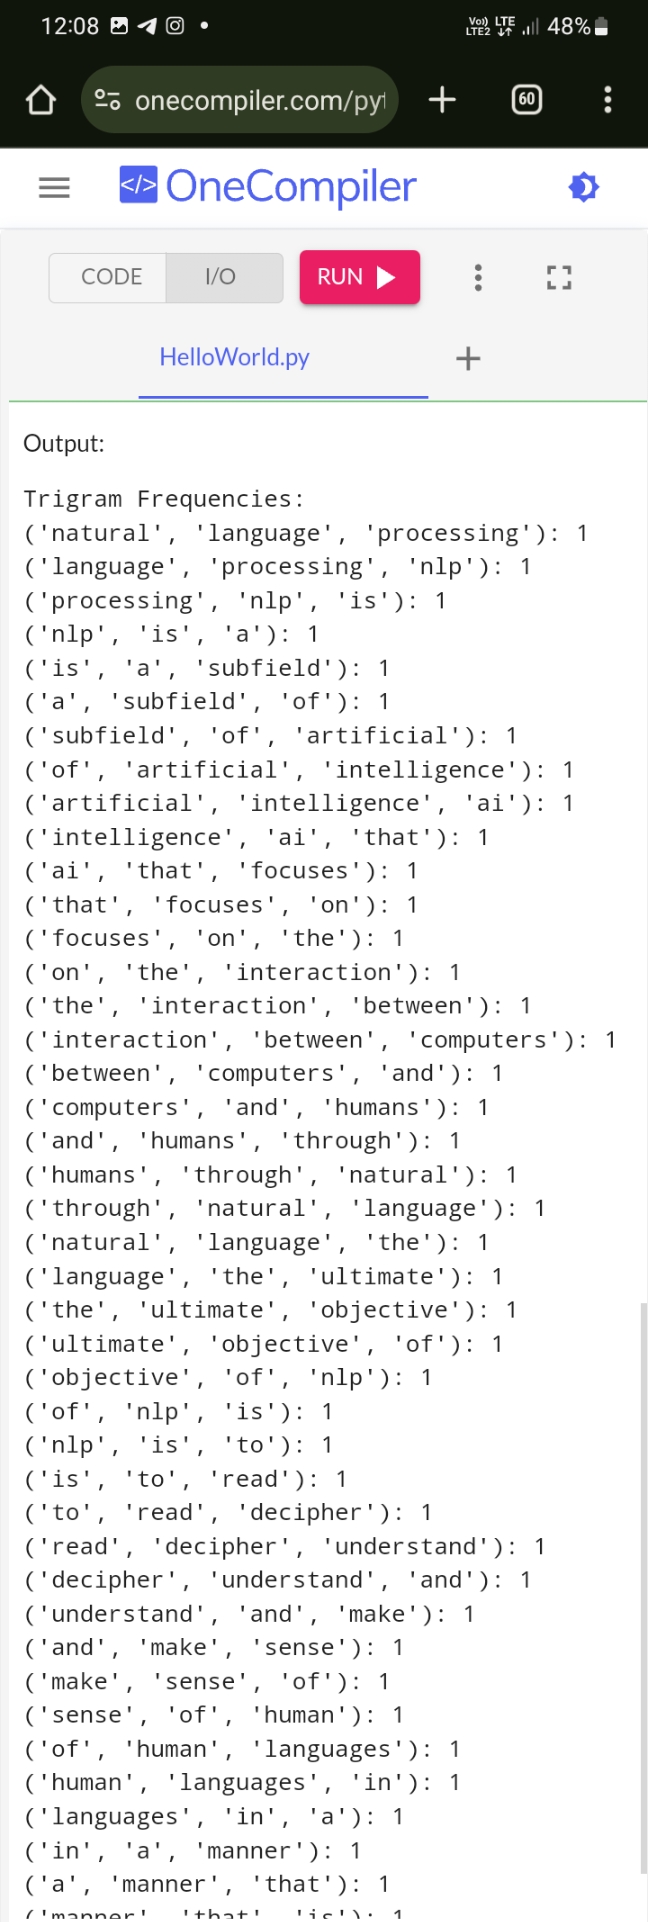 12:08
Vo) LTE
LTE2
48%
onecompiler.com/py
60
</> OneCompiler
CODE
I/O
RUN
HelloWorld.py
Output:
Trigram Frequencies:
('natural', 'language', 'processing'): 1
('language', 'processing', 'nlp'): 1
('processing', 'nlp', 'is'): 1
('nlp', 'is', 'a'): 1
('is', 'a', 'subfield'): 1
('a', 'subfield', 'of'): 1
('subfield', 'of', 'artificial'): 1
('of', 'artificial', 'intelligence'): 1
('artificial', 'intelligence', 'ai'): 1
('intelligence', 'ai', 'that'): 1
('ai', 'that', 'focuses'): 1
('that', 'focuses', 'on'): 1
('focuses', 'on', 'the'): 1
('on', 'the', 'interaction'): 1
('the', 'interaction', 'between'): 1
('interaction', 'between', 'computers'): 1
('between', 'computers', 'and'): 1
('computers', 'and', 'humans'): 1
('and', 'humans', 'through'): 1
('humans', 'through', 'natural'): 1
('through', 'natural', 'language'): 1
('natural', 'language', 'the'): 1
('language', 'the', 'ultimate'): 1
('the', 'ultimate', 'objective'): 1
('ultimate', 'objective', 'of'): 1
('objective', 'of', 'nlp'): 1
('of', 'nlp', 'is'): 1
('nlp', 'is', 'to'): 1
('is', 'to', 'read'): 1
('to', 'read', 'decipher'): 1
('read', 'decipher', 'understand'): 1
('decipher', 'understand', 'and'): 1
('understand', 'and', 'make'): 1
('and', 'make', 'sense'): 1
('make', 'sense', 'of'): 1
('sense', 'of', 'human'): 1
('of', 'human', 'languages'): 1
('human', 'languages', 'in'): 1
('languages', 'in', 'a'): 1
('in', 'a', 'manner'): 1
('a', 'manner', 'that'): 1
('manner', 'that', 'is'): 1